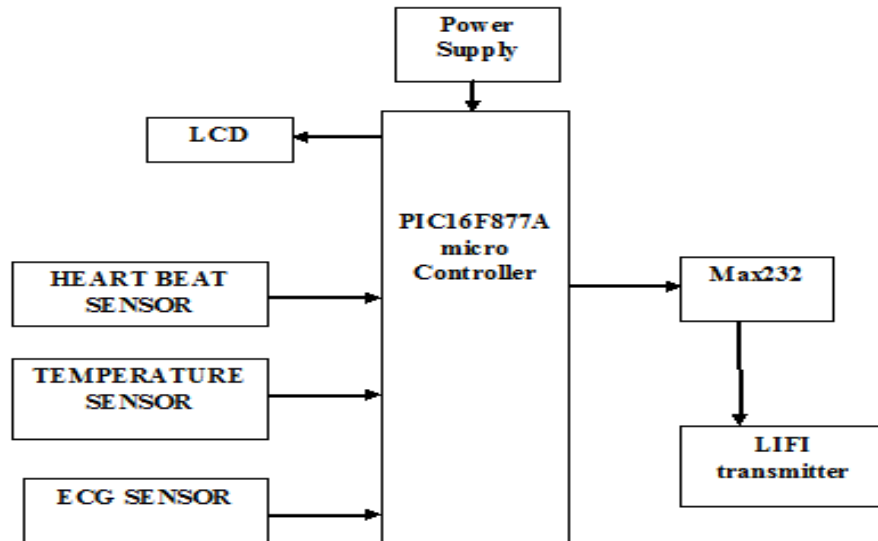 Power
Supply
LCD
PIC16F877A
micro
Controller
HEART BEAT
SENSOR
Max232
TEMPERATURE
SENSOR
LIFI
transmitter
ECG SENSOR